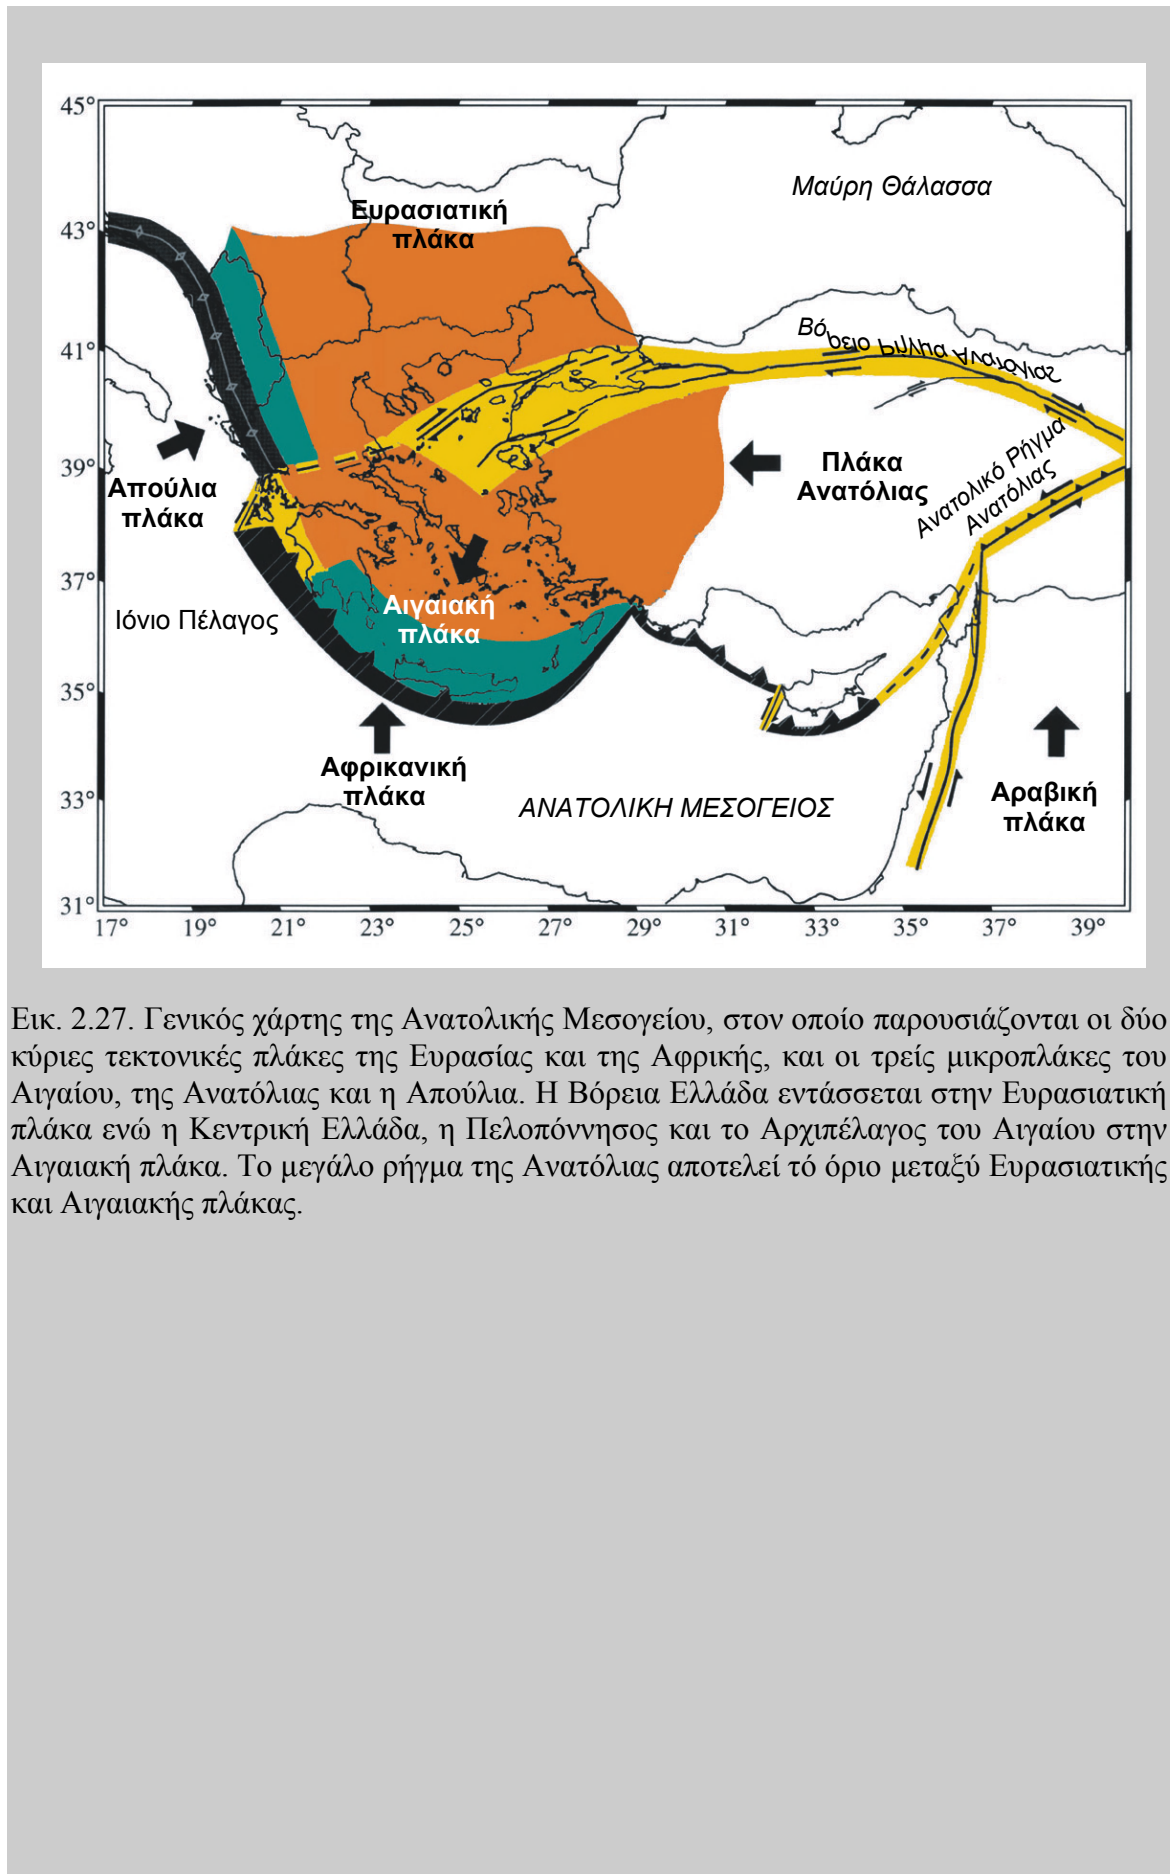 45°
Μαύρη Θάλασσα
Ευρασιατική
πλάκα
43°
Βόρειο Ρήγμα Ανατόλιας
41°
Ανατολικό Ρήγμα
Ανατόλιας
39°
Πλάκα
Ανατόλιας
Απούλια
πλάκα
37°
Αιγαιακή
πλάκα
Ιόνιο Πέλαγος
35°
Αφρικανική
πλάκα
33°
ΑΝΑΤΟΛΙΚΗ ΜΕΣΟΓΕΙΟΣ
Αραβική
πλάκα
31°
17° 19° 21° 23° 25° 27° 29° 31° 33° 35° 37° 39°
Εικ. 2.27. Γενικός χάρτης της Ανατολικής Μεσογείου, στον οποίο παρουσιάζονται οι δύο
κύριες τεκτονικές πλάκες της Ευρασίας και της Αφρικής, και οι τρείς μικροπλάκες του
Αιγαίου, της Ανατόλιας και η Απούλια. Η Βόρεια Ελλάδα εντάσσεται στην Ευρασιατική
πλάκα ενώ η Κεντρική Ελλάδα, η Πελοπόννησος και το Αρχιπέλαγος του Αιγαίου στην
Αιγαιακή πλάκα. Το μεγάλο ρήγμα της Ανατόλιας αποτελεί τό όριο μεταξύ Ευρασιατικής
και Αιγαιακής πλάκας.